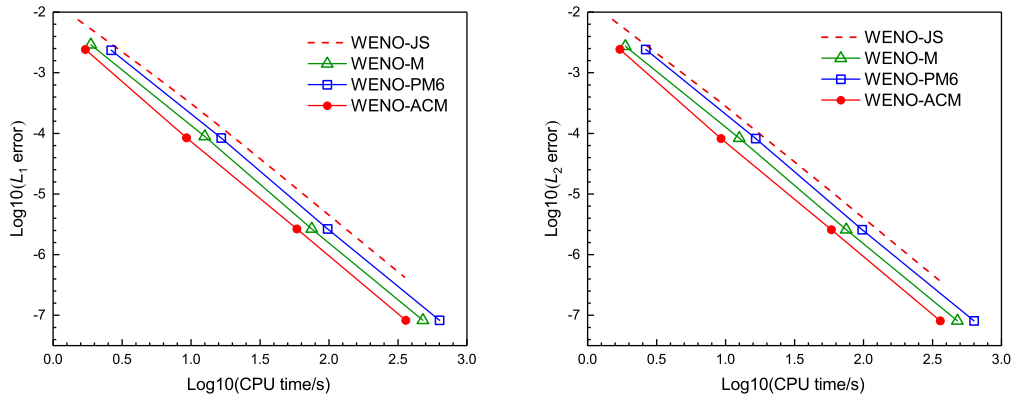 -2
-3
-4
-5
-6
-7
Log10(L1 error)
WENO-JS
WENO-M
WENO-PM6
WENO-ACM
0.0 0.5 1.0 1.5 2.0 2.5 3.0
Log10(CPU time/s)
-2
-3
-4
-5
-6
-7
Log10(L2 error)
WENO-JS
WENO-M
WENO-PM6
WENO-ACM
0.0 0.5 1.0 1.5 2.0 2.5 3.0
Log10(CPU time/s)